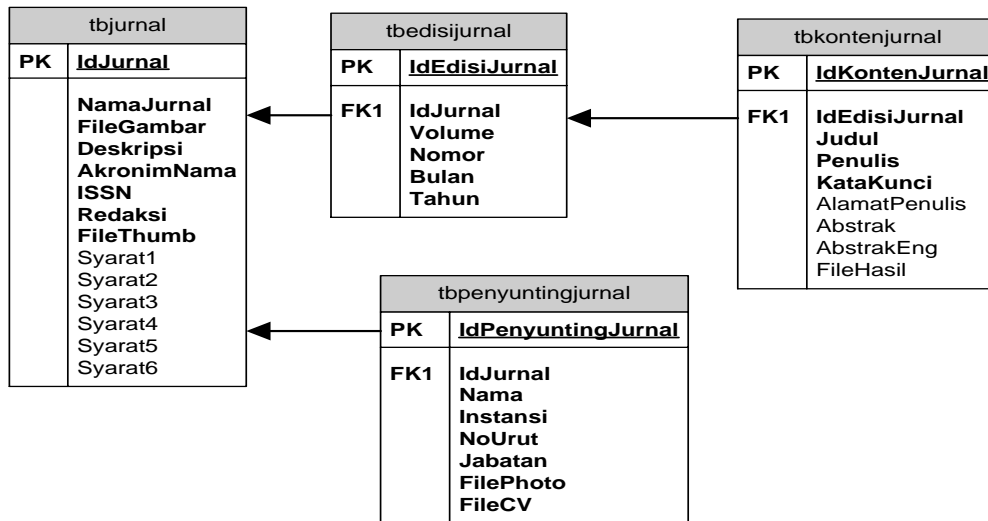 tbjurnal
PK IdJurnal
NamaJurnal
FileGambar
Deskripsi
AkronimNama
ISSN
Redaksi
FileThumb
Syarat1
Syarat2
Syarat3
Syarat4
Syarat5
Syarat6
tbedisijurnal
PK IdEdisiJurnal
FK1 IdJurnal
Volume
Nomor
Bulan
Tahun
tbkontenjurnal
PK IdKontenJurnal
FK1 IdEdisiJurnal
Judul
Penulis
KataKunci
AlamatPenulis
Abstrak
AbstrakEng
FileHasil
tbpenyuntingjurnal
PK IdPenyuntingJurnal
FK1 IdJurnal
Nama
Instansi
NoUrut
Jabatan
FilePhoto
FileCV